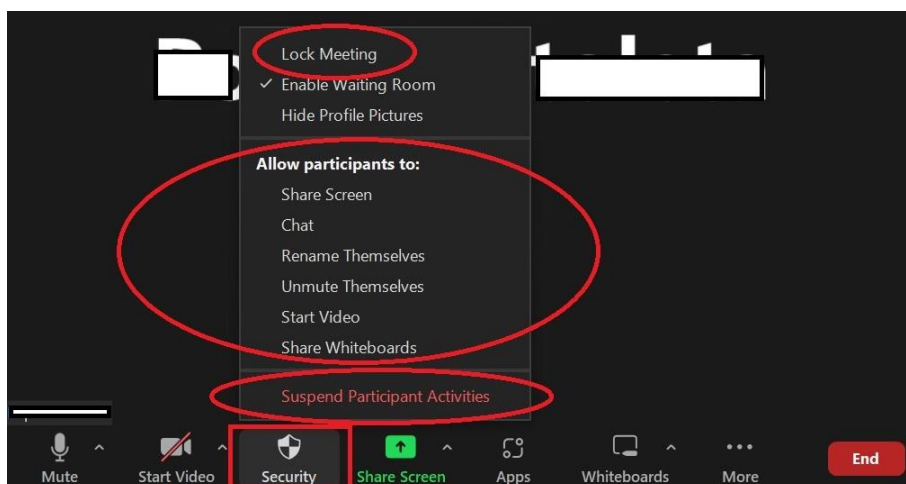 Lock Meeting
✓ Enable Waiting Room
Hide Profile Pictures
Allow participants to:
Share Screen
Chat
Rename Themselves
Unmute Themselves
Start Video
Share Whiteboards
Suspend Participant Activities
Mute
Start Video
Security
Share Screen
Apps
Whiteboards
More
End